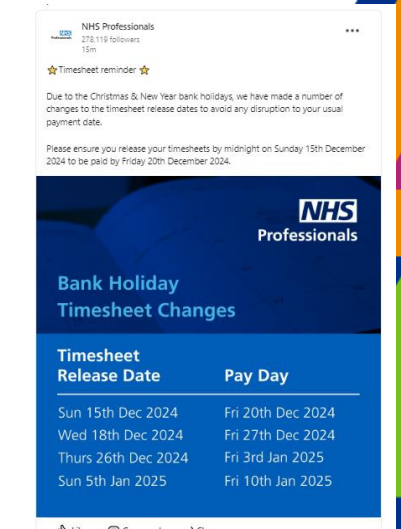 NHS Professionals
278,119 followers
15m
⭐Timesheet reminder ⭐
Due to the Christmas & New Year bank holidays, we have made a number of
changes to the timesheet release dates to avoid any disruption to your usual
payment date.
Please ensure you release your timesheets by midnight on Sunday 15th December
2024 to be paid by Friday 20th December 2024.
NHS
Professionals
Bank Holiday
Timesheet Changes
Timesheet
Release Date Pay Day
Sun 15th Dec 2024 Fri 20th Dec 2024
Wed 18th Dec 2024 Fri 27th Dec 2024
Thurs 26th Dec 2024 Fri 3rd Jan 2025
Sun 5th Jan 2025 Fri 10th Jan 2025